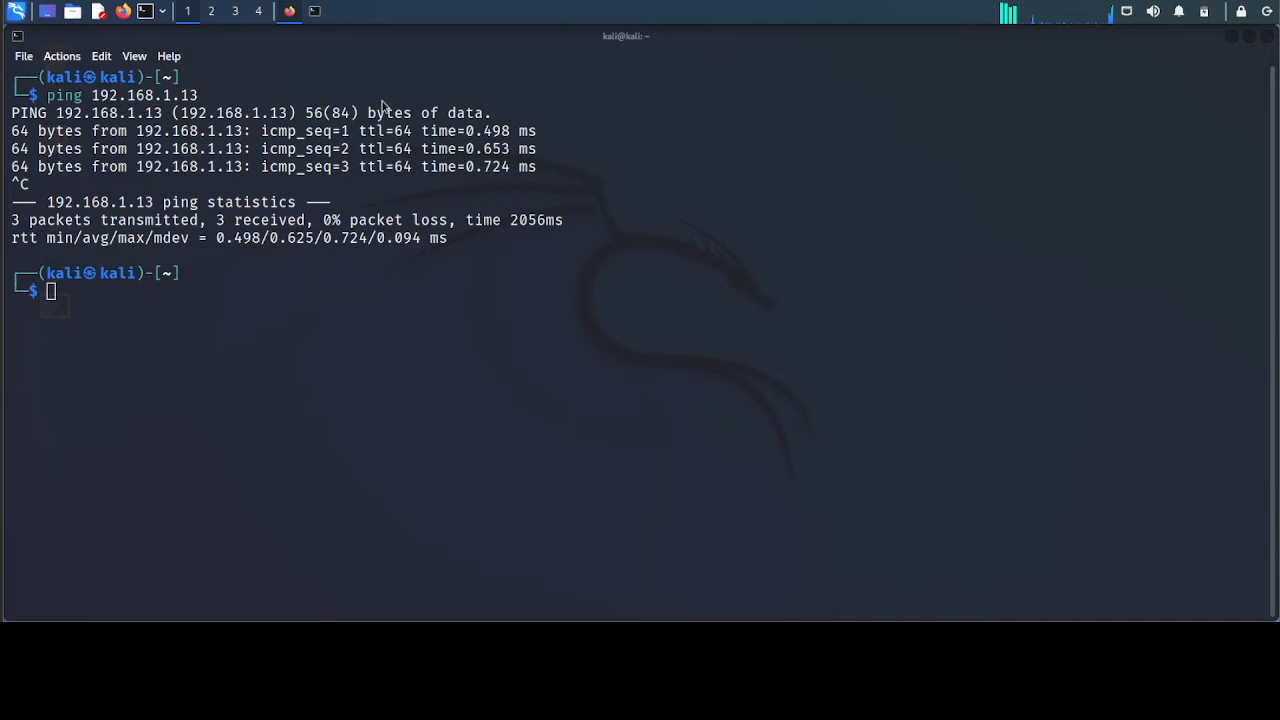 1 2 3 4
kali@kali: ~
File Actions Edit View Help
┌──(kali㉿kali)-[~]
└─$ ping 192.168.1.13
PING 192.168.1.13 (192.168.1.13) 56(84) bytes of data.
64 bytes from 192.168.1.13: icmp_seq=1 ttl=64 time=0.498 ms
64 bytes from 192.168.1.13: icmp_seq=2 ttl=64 time=0.653 ms
64 bytes from 192.168.1.13: icmp_seq=3 ttl=64 time=0.724 ms
^C
--- 192.168.1.13 ping statistics ---
3 packets transmitted, 3 received, 0% packet loss, time 2056ms
rtt min/avg/max/mdev = 0.498/0.625/0.724/0.094 ms
┌──(kali㉿kali)-[~]
└─$